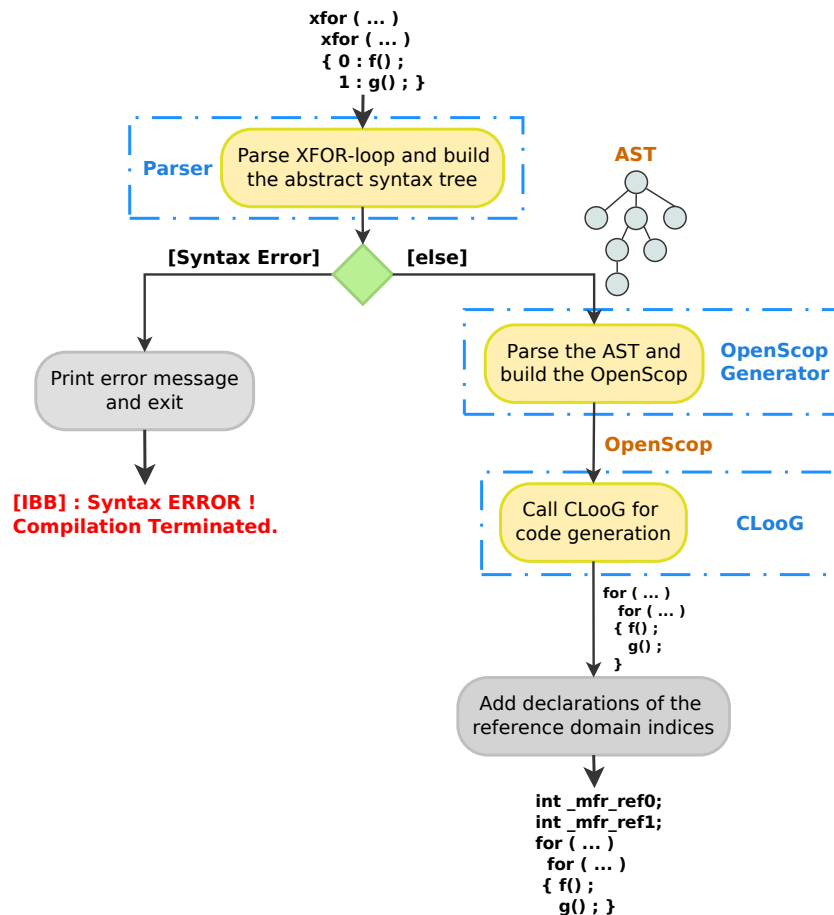 xfor ( ... )
xfor ( ... )
{ 0 : f() ;
1 : g() ; }
Parser
Parse XFOR-loop and build
the abstract syntax tree
AST
[Syntax Error]
[else]
Print error message
and exit
Parse the AST and
build the OpenScop
OpenScop
Generator
OpenScop
[IBB] : Syntax ERROR !
Compilation Terminated.
Call CLooG for
code generation
CLooG
for ( ... )
for ( ... )
{ f() ;
g() ;
}
Add declarations of the
reference domain indices
int _mfr_ref0;
int _mfr_ref1;
for ( ... )
for ( ... )
{ f() ;
g() ; }